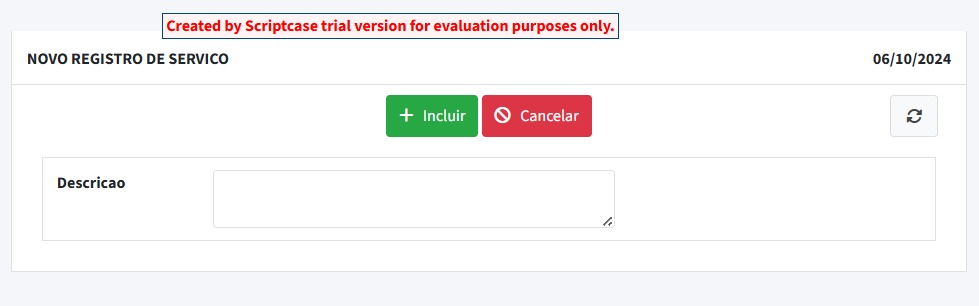 Created by Scriptcase trial version for evaluation purposes only.
NOVO REGISTRO DE SERVICO 06/10/2024
Incluir Cancelar
Descricao